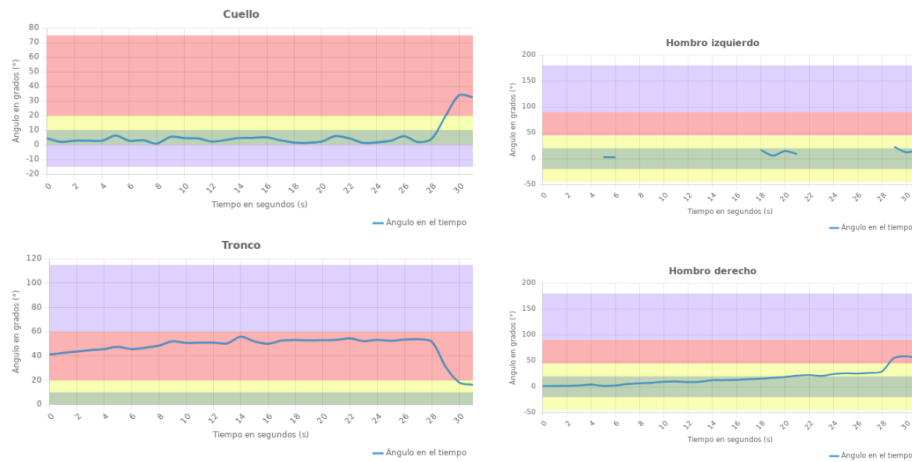 Cuello
80
70
60
50
40
30
20
10
0
-10
-20
Ángulo en grados (°)
0 2 4 6 8 10 12 14 16 18 20 22 24 26 28 30
Tiempo en segundos (s)
Ángulo en el tiempo
Hombro izquierdo
200
150
100
50
0
-50
Ángulo en grados (°)
0 2 4 6 8 10 12 14 16 18 20 22 24 26 28 30
Tiempo en segundos (s)
Ángulo en el tiempo
Tronco
120
100
80
60
40
20
0
Ángulo en grados (°)
0 2 4 6 8 10 12 14 16 18 20 22 24 26 28 30
Tiempo en segundos (s)
Ángulo en el tiempo
Hombro derecho
200
150
100
50
0
-50
Ángulo en grados (°)
0 2 4 6 8 10 12 14 16 18 20 22 24 26 28 30
Tiempo en segundos (s)
Ángulo en el tiempo